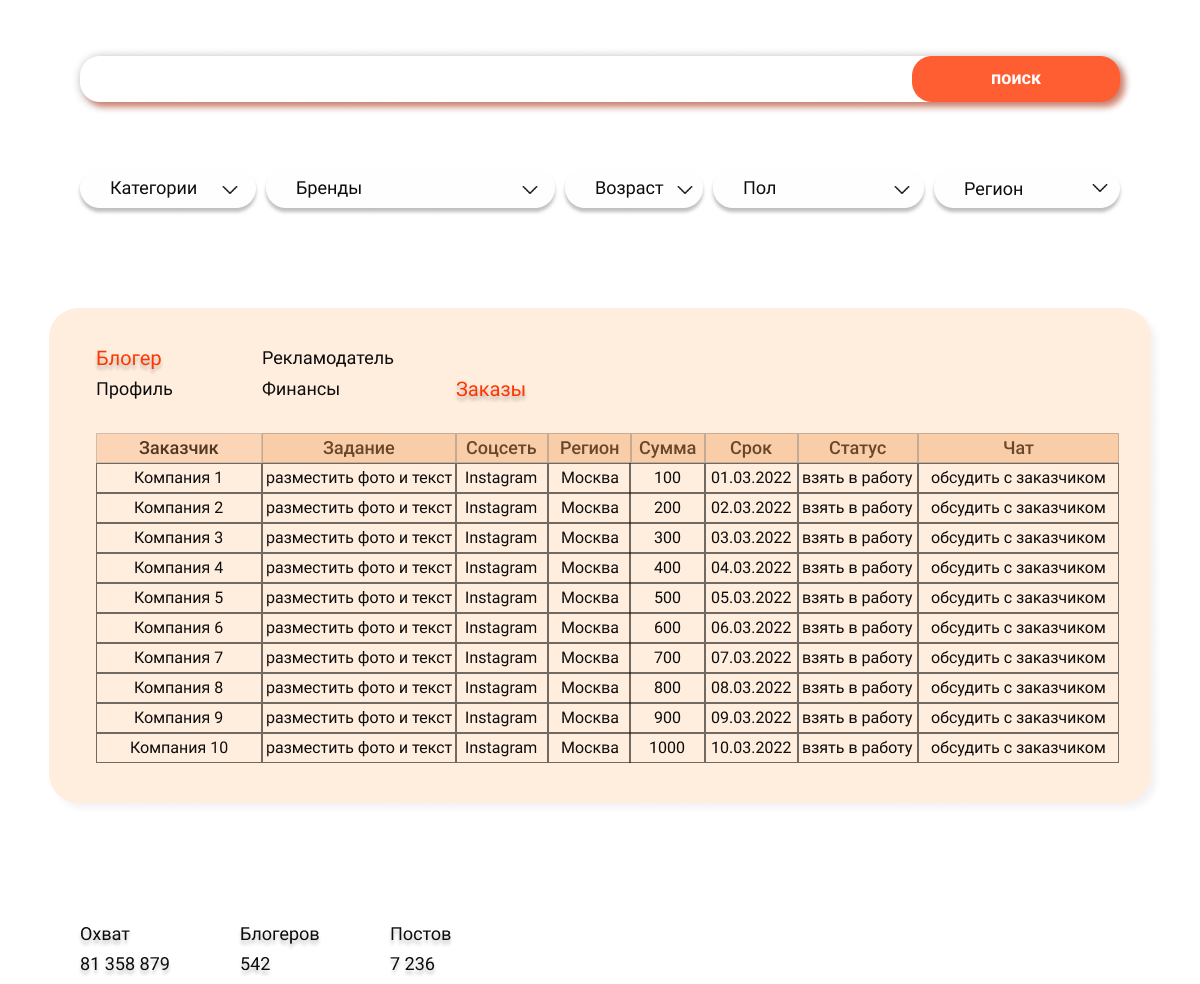 поиск
Категории Бренды Возраст Пол Регион
Блогер Рекламодатель
Профиль Финансы Заказы
Заказчик Задание Соцсеть Регион Сумма Срок Статус Чат
Компания 1 разместить фото и текст Instagram Москва 100 01.03.2022 взять в работу обсудить с заказчиком
Компания 2 разместить фото и текст Instagram Москва 200 02.03.2022 взять в работу обсудить с заказчиком
Компания 3 разместить фото и текст Instagram Москва 300 03.03.2022 взять в работу обсудить с заказчиком
Компания 4 разместить фото и текст Instagram Москва 400 04.03.2022 взять в работу обсудить с заказчиком
Компания 5 разместить фото и текст Instagram Москва 500 05.03.2022 взять в работу обсудить с заказчиком
Компания 6 разместить фото и текст Instagram Москва 600 06.03.2022 взять в работу обсудить с заказчиком
Компания 7 разместить фото и текст Instagram Москва 700 07.03.2022 взять в работу обсудить с заказчиком
Компания 8 разместить фото и текст Instagram Москва 800 08.03.2022 взять в работу обсудить с заказчиком
Компания 9 разместить фото и текст Instagram Москва 900 09.03.2022 взять в работу обсудить с заказчиком
Компания 10 разместить фото и текст Instagram Москва 1000 10.03.2022 взять в работу обсудить с заказчиком
Охват Блогеров Постов
81 358 879 542 7 236